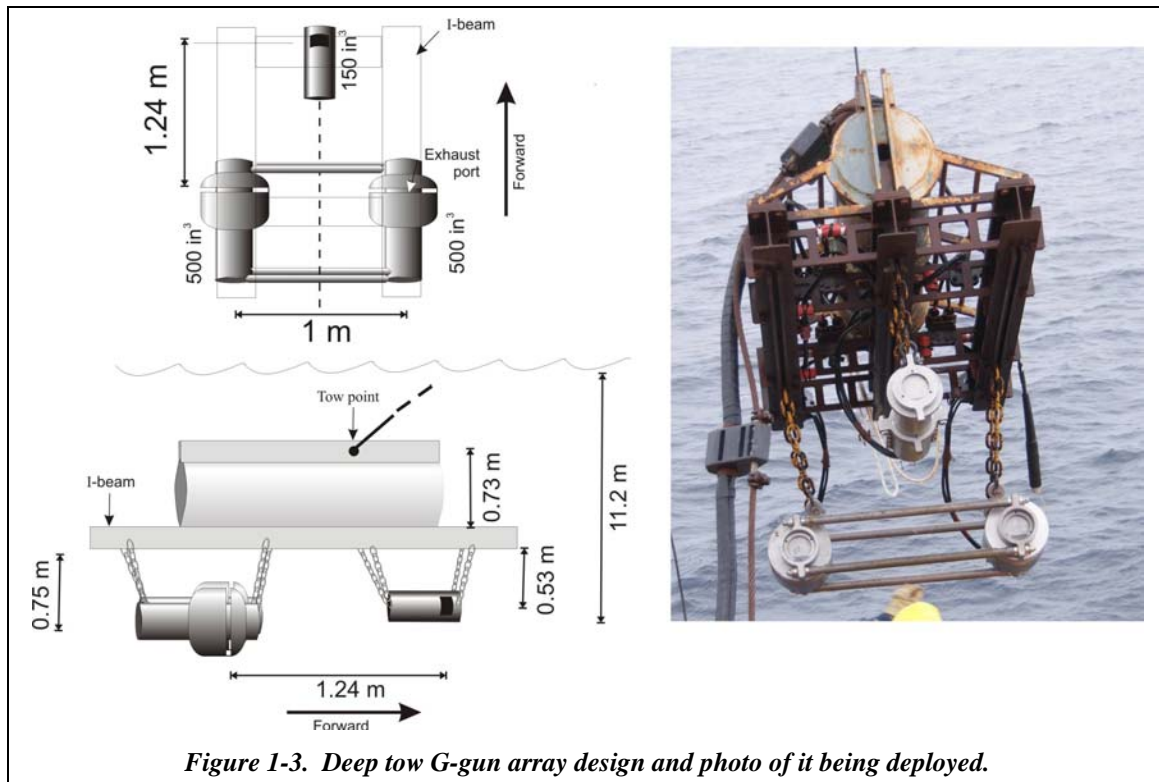 I-beam
150 in³
1.24 m
Forward
Exhaust
port
500 in³
500 in³
1 m
Tow point
I-beam
0.73 m
11.2 m
0.75 m
0.53 m
1.24 m
Forward
Figure 1-3. Deep tow G-gun array design and photo of it being deployed.